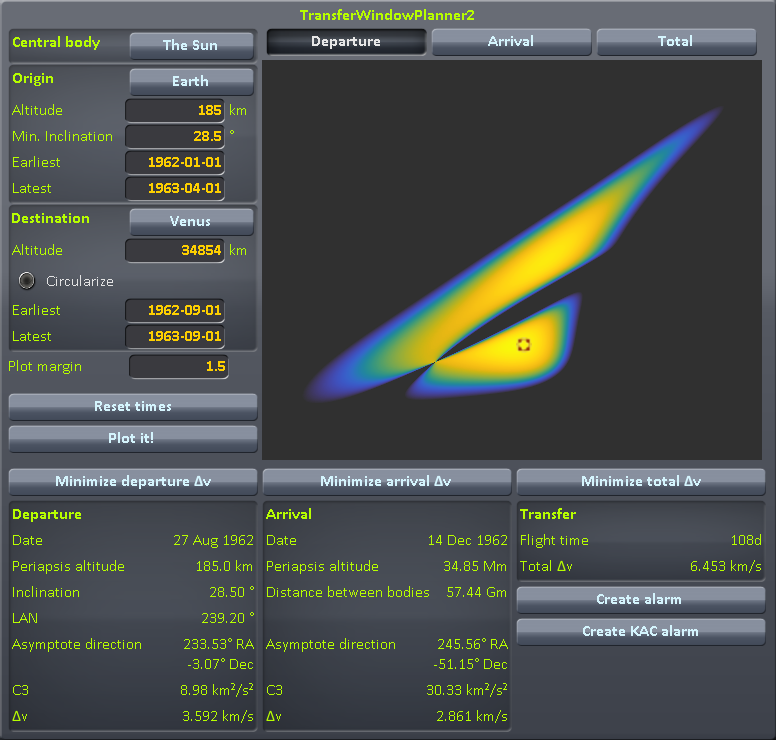 TransferWindowPlanner2
Central body The Sun
Departure Arrival Total
Origin Earth
Altitude 185 km
Min. Inclination 28.5 °
Earliest 1962-01-01
Latest 1963-04-01
Destination Venus
Altitude 34854 km
Circularize
Earliest 1962-09-01
Latest 1963-09-01
Plot margin 1.5
Reset times
Plot it!
Minimize departure Δv Minimize arrival Δv Minimize total Δv
Departure
Date 27 Aug 1962
Periapsis altitude 185.0 km
Inclination 28.50 °
LAN 239.20 °
Asymptote direction 233.53° RA
-3.07° Dec
C3 8.98 km²/s²
Δv 3.592 km/s
Arrival
Date 14 Dec 1962
Periapsis altitude 34.85 Mm
Distance between bodies 57.44 Gm
Asymptote direction 245.56° RA
-51.15° Dec
C3 30.33 km²/s²
Δv 2.861 km/s
Transfer
Flight time 108d
Total Δv 6.453 km/s
Create alarm
Create KAC alarm